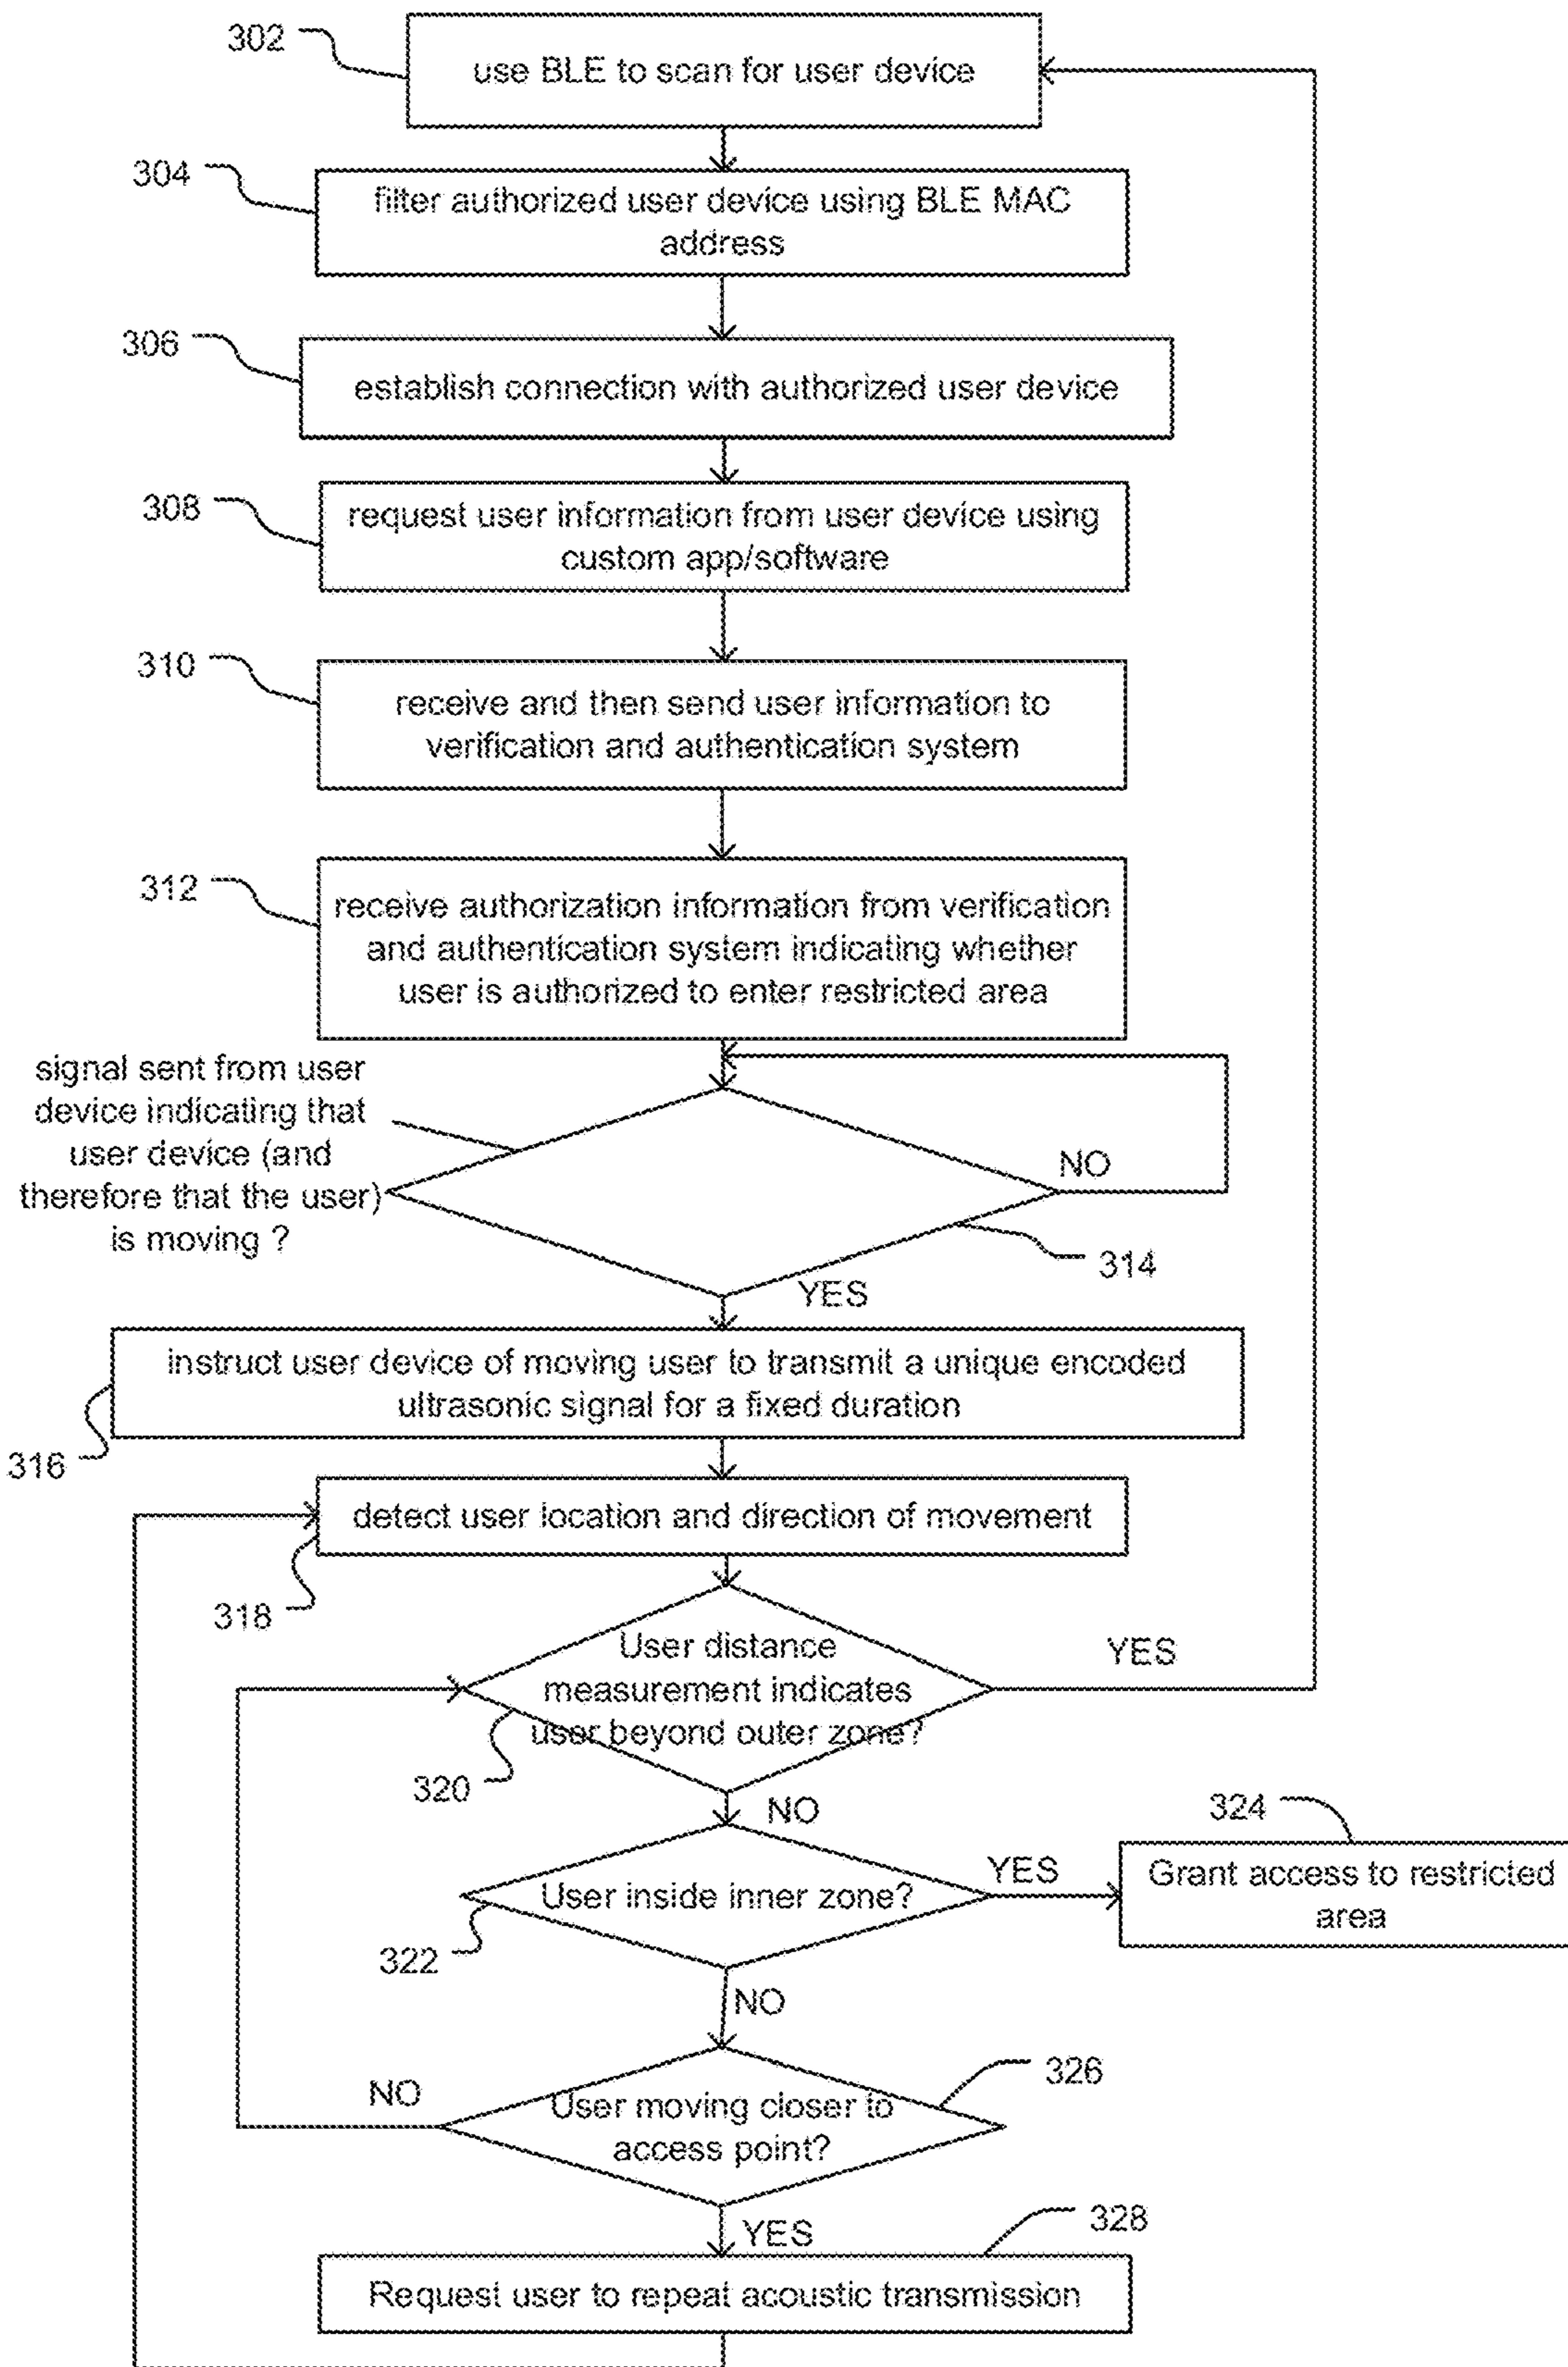 302
use BLE to scan for user device
304
filter authorized user device using BLE MAC
address
306
establish connection with authorized user device
308
request user information from user device using
custom app/software
310
receive and then send user information to
verification and authentication system
312
receive authorization information from verification
and authentication system indicating whether
user is authorized to enter restricted area
signal sent from user
device indicating that
user device (and
therefore that the user)
is moving ?
NO
314
YES
instruct user device of moving user to transmit a unique encoded
ultrasonic signal for a fixed duration
316
detect user location and direction of movement
318
User distance
measurement indicates
user beyond outer zone?
YES
320
NO
324
User inside inner zone?
YES
Grant access to restricted
area
322
NO
326
NO
User moving closer to
access point?
YES
328
Request user to repeat acoustic transmission